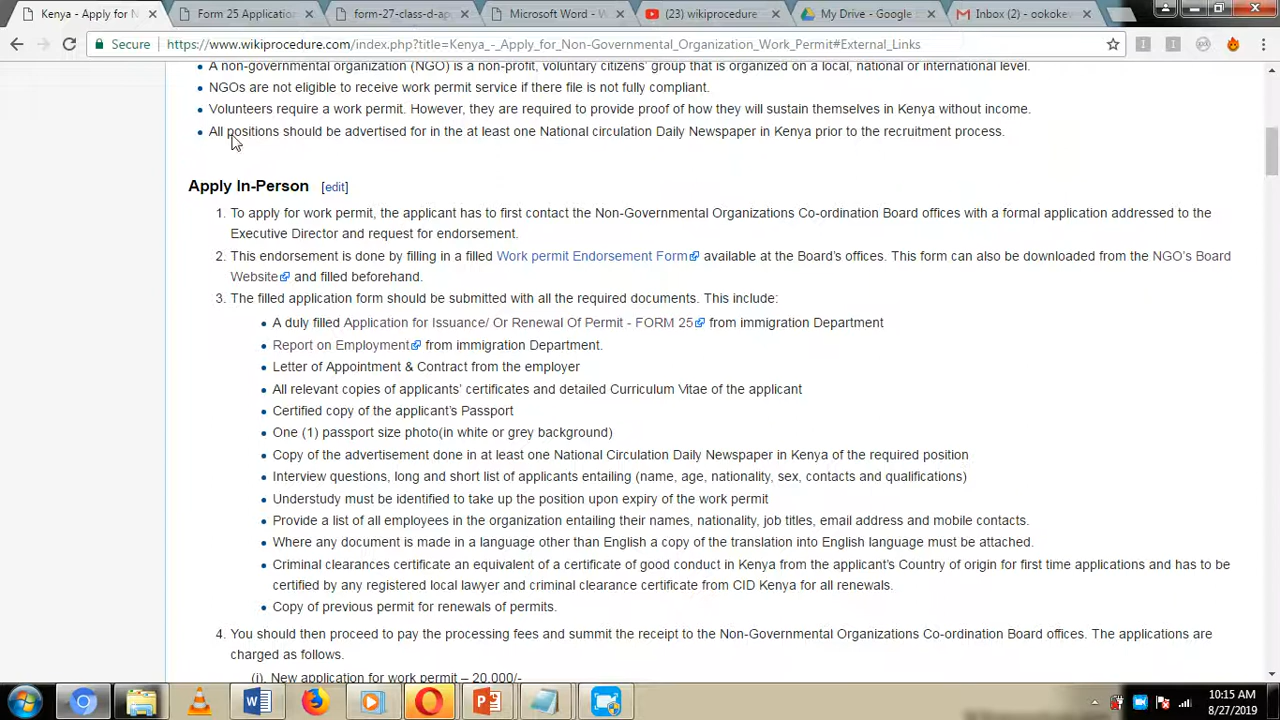 Kenya - Apply for N
Form 25 Applicatio
form-27-class-d-ap
Microsoft Word - W
(23) wikiprocedure
My Drive - Google
Inbox (2) - ookoke
Secure
https://www.wikiprocedure.com/index.php?title=Kenya_-_Apply_for_Non-Governmental_Organization_Work_Permit#External_Links
A non-governmental organization (NGO) is a non-profit, voluntary citizens' group that is organized on a local, national or international level.
NGOs are not eligible to receive work permit service if there file is not fully compliant.
Volunteers require a work permit. However, they are required to provide proof of how they will sustain themselves in Kenya without income.
All positions should be advertised for in the at least one National circulation Daily Newspaper in Kenya prior to the recruitment process.
Apply In-Person [edit]
1. To apply for work permit, the applicant has to first contact the Non-Governmental Organizations Co-ordination Board offices with a formal application addressed to the
Executive Director and request for endorsement.
2. This endorsement is done by filling in a filled Work permit Endorsement Form available at the Board's offices. This form can also be downloaded from the NGO's Board
Website and filled beforehand.
3. The filled application form should be submitted with all the required documents. This include:
A duly filled Application for Issuance/ Or Renewal Of Permit - FORM 25 from immigration Department
Report on Employment from immigration Department.
Letter of Appointment & Contract from the employer
All relevant copies of applicants' certificates and detailed Curriculum Vitae of the applicant
Certified copy of the applicant's Passport
One (1) passport size photo(in white or grey background)
Copy of the advertisement done in at least one National Circulation Daily Newspaper in Kenya of the required position
Interview questions, long and short list of applicants entailing (name, age, nationality, sex, contacts and qualifications)
Understudy must be identified to take up the position upon expiry of the work permit
Provide a list of all employees in the organization entailing their names, nationality, job titles, email address and mobile contacts.
Where any document is made in a language other than English a copy of the translation into English language must be attached.
Criminal clearances certificate an equivalent of a certificate of good conduct in Kenya from the applicant's Country of origin for first time applications and has to be
certified by any registered local lawyer and criminal clearance certificate from CID Kenya for all renewals.
Copy of previous permit for renewals of permits.
4. You should then proceed to pay the processing fees and summit the receipt to the Non-Governmental Organizations Co-ordination Board offices. The applications are
charged as follows.
(i). New application for work permit – 20,000/-
10:15 AM
8/27/2019